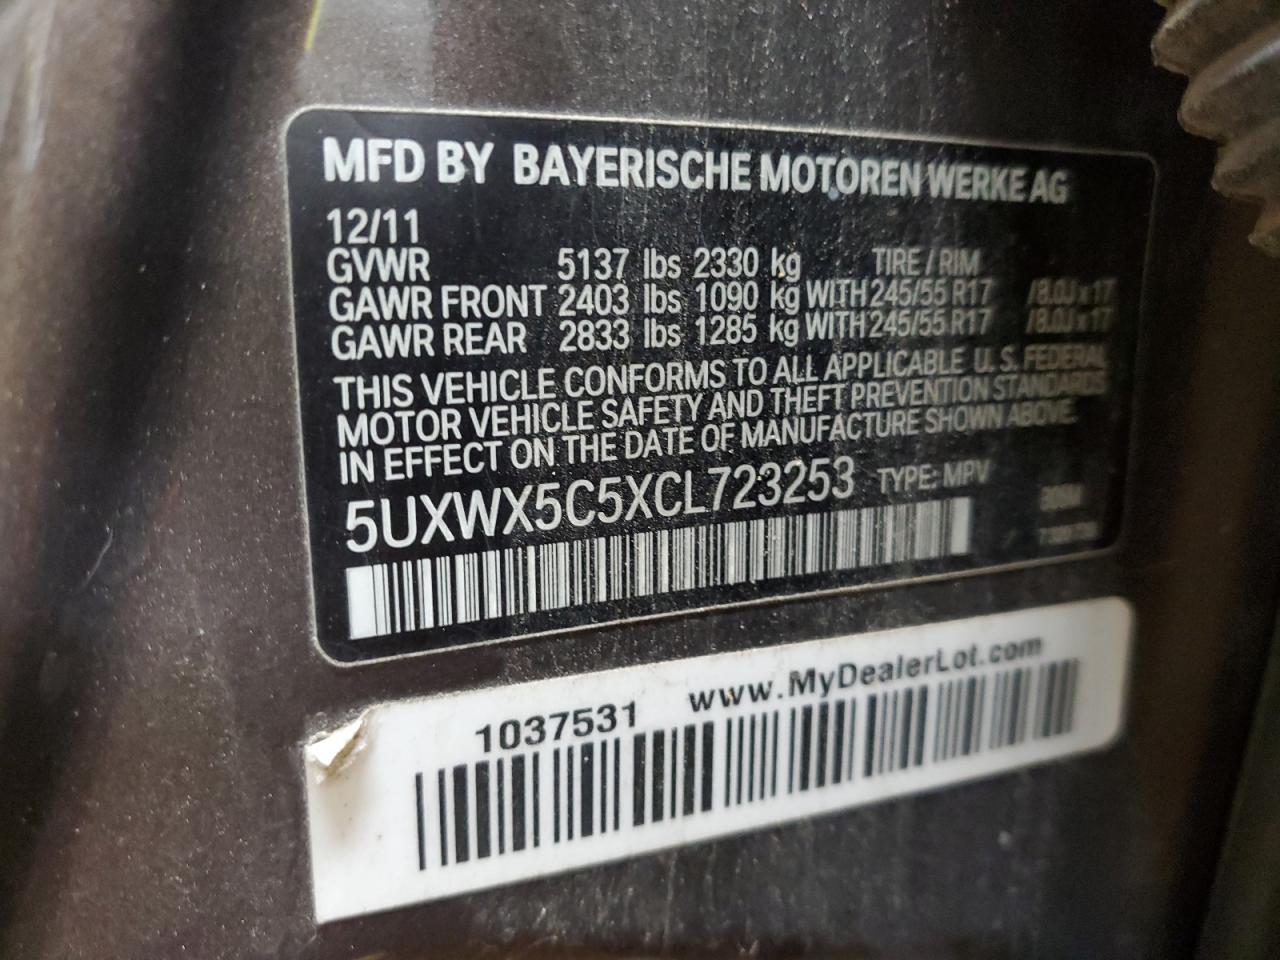 MFD BY BAYERISCHE MOTOREN WERKE AG
12/11
GVWR 5137 lbs 2330 kg TIRE / RIM
GAWR FRONT 2403 lbs 1090 kg WITH 245/55 R17 /8.0J x 17
GAWR REAR 2833 lbs 1285 kg WITH 245/55 R17 /8.0J x 17
THIS VEHICLE CONFORMS TO ALL APPLICABLE U. S. FEDERAL
MOTOR VEHICLE SAFETY AND THEFT PREVENTION STANDARDS
IN EFFECT ON THE DATE OF MANUFACTURE SHOWN ABOVE.
5UXWX5C5XCL723253 TYPE: MPV
1037531 www.MyDealerLot.com